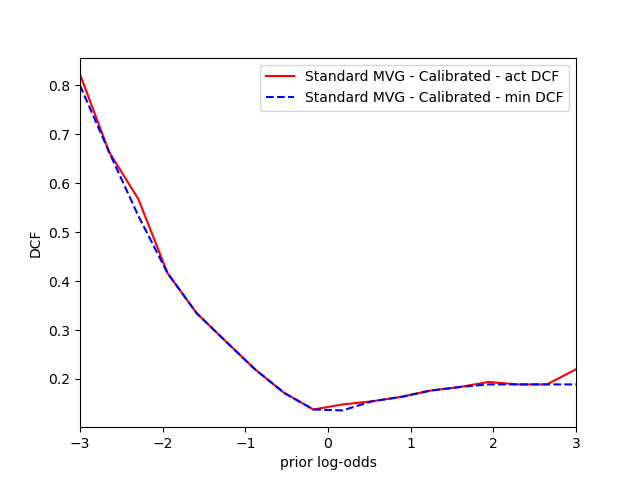 Standard MVG - Calibrated - act DCF
Standard MVG - Calibrated - min DCF
DCF
0.8
0.7
0.6
0.5
0.4
0.3
0.2
−3 −2 −1 0 1 2 3
prior log-odds